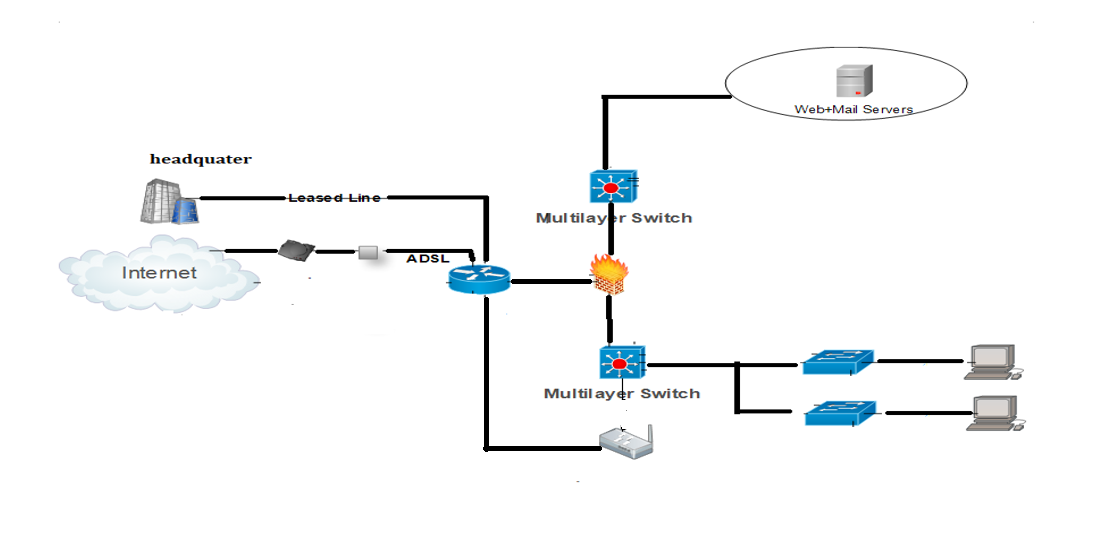 Web+Mail Servers
headquater
Leased Line
Multilayer Switch
Internet
ADSL
Multilayer Switch